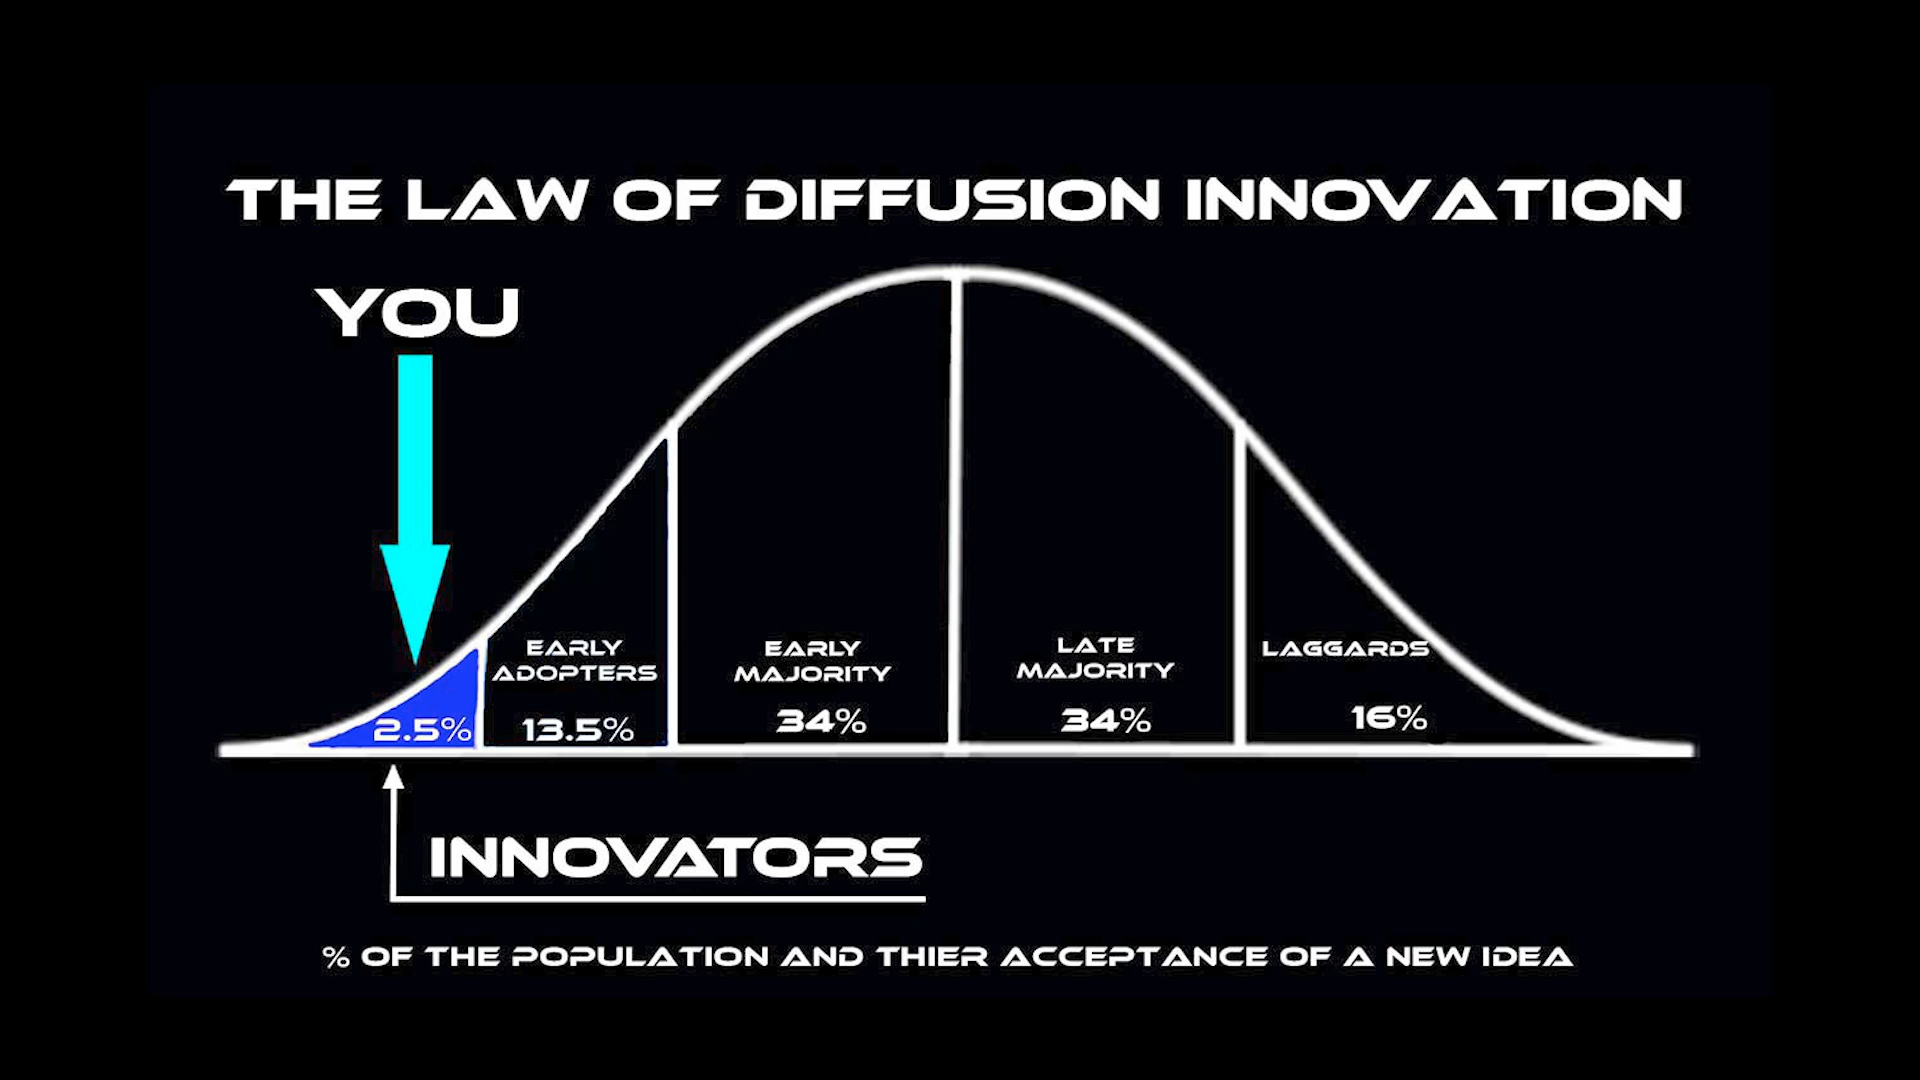 THE LAW OF DIFFUSION INNOVATION
YOU
EARLY
ADOPTERS
13.5%
EARLY
MAJORITY
34%
LATE
MAJORITY
34%
LAGGARDS
16%
2.5%
INNOVATORS
% OF THE POPULATION AND THIER ACCEPTANCE OF A NEW IDEA